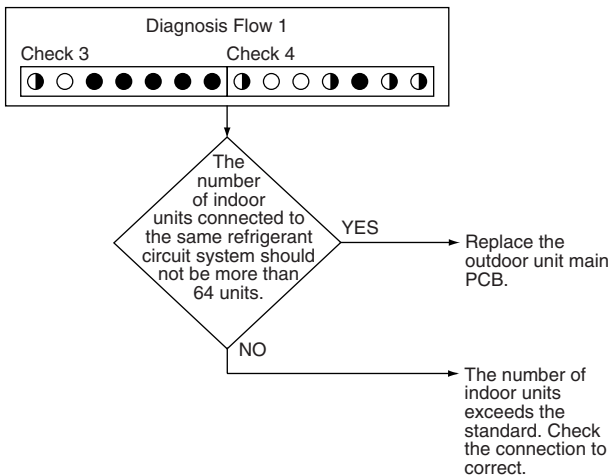 Diagnosis Flow 1
Check 3
Check 4
The
number
of indoor
units connected to
the same refrigerant
circuit system should
not be more than
64 units.
YES
Replace the
outdoor unit main
PCB.
NO
The number of
indoor units
exceeds the
standard. Check
the connection to
correct.